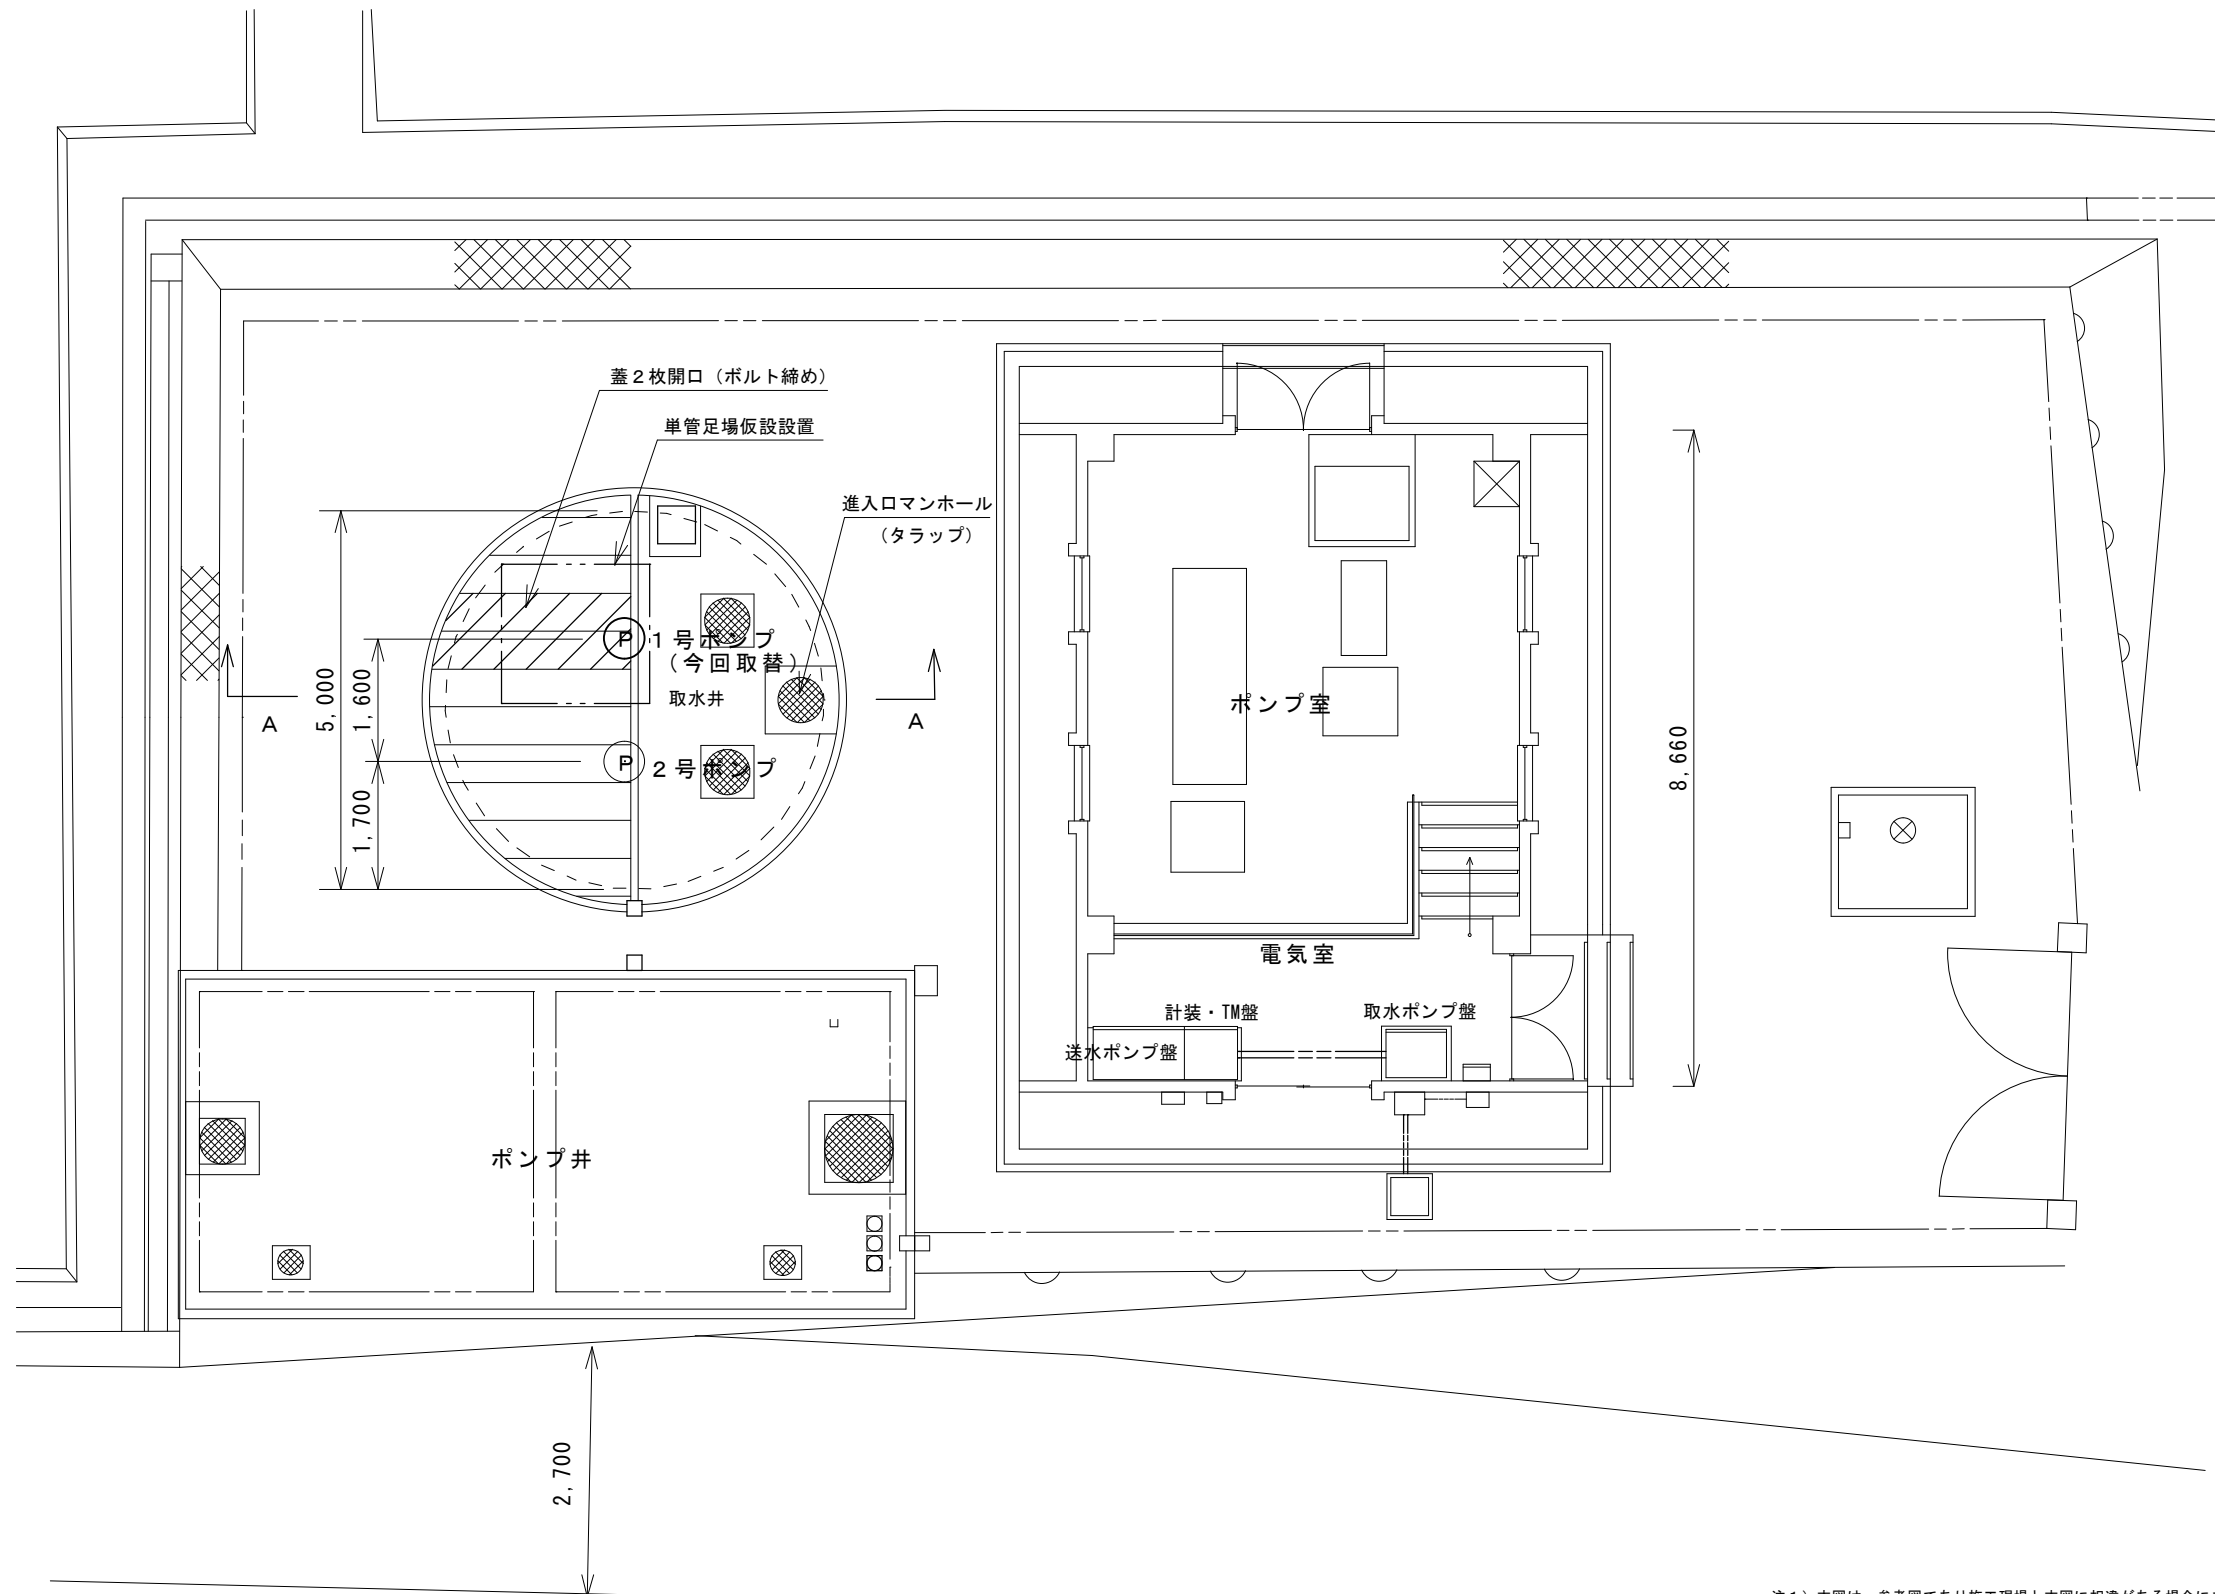 蓋２枚開口（ボルト締め）
単管足場仮設設置
進入口マンホール
（タラップ）
P １号ポンプ
（今回取替）
取水井
P ２号ポンプ
5,000
1,600
1,700
A
A
ポンプ室
8,660
電気室
計装・TM盤
取水ポンプ盤
送水ポンプ盤
ポンプ井
2,700